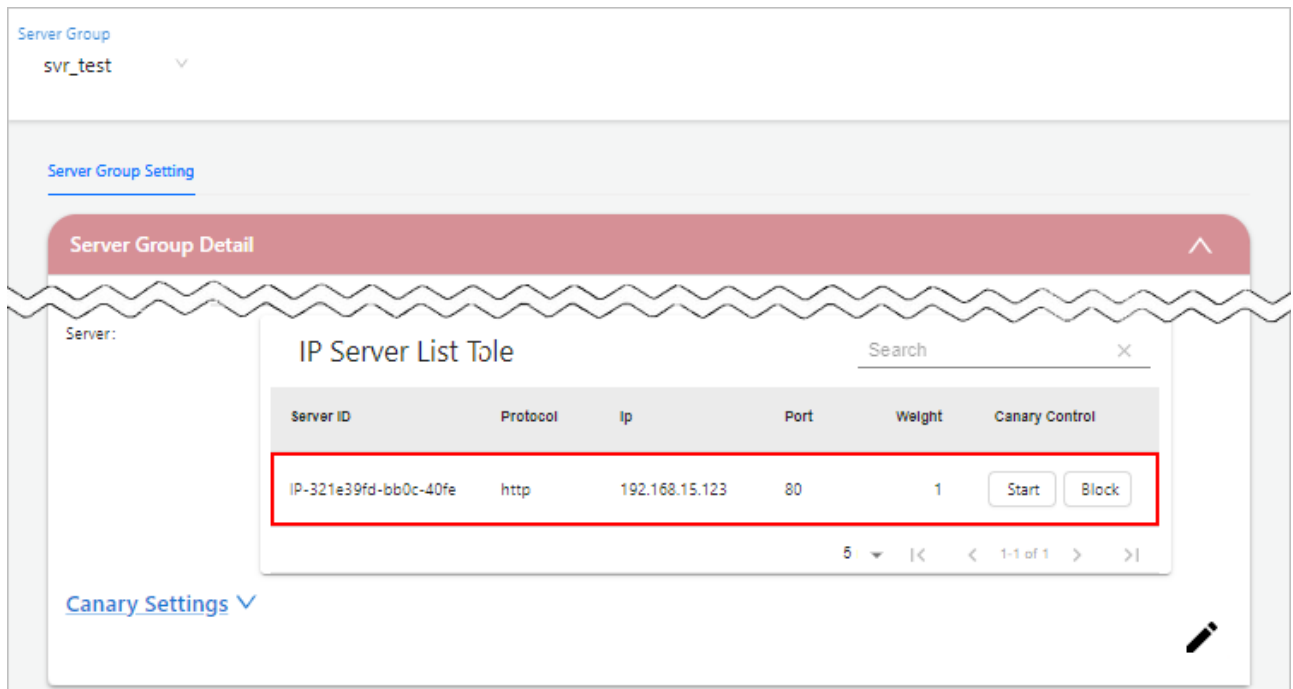 Server Group
svr_test
Server Group Setting
Server Group Detail
Server:
IP Server List Tole
Search
Server ID Protocol Ip Port Weight Canary Control
IP-321e39fd-bb0c-40fe http 192.168.15.123 80 1 Start Block
5 1-1 of 1
Canary Settings